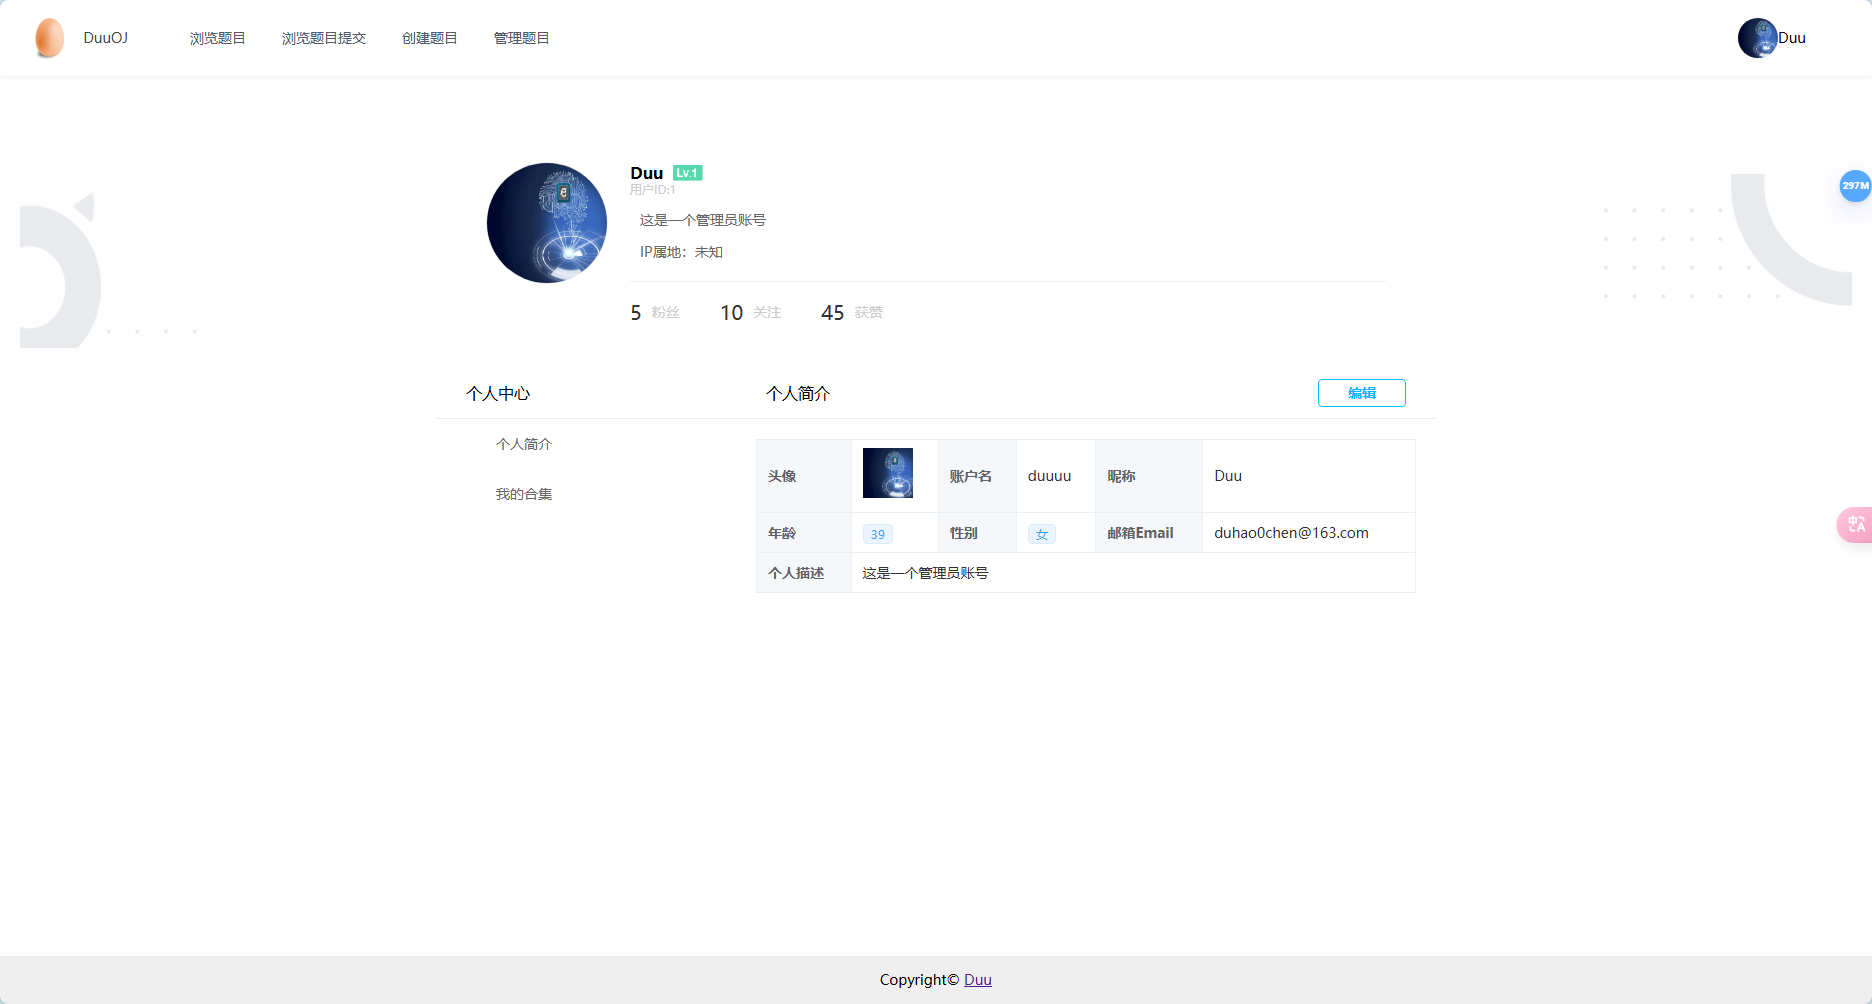 DuuOJ 浏览题目 浏览题目提交 创建题目 管理题目 Duu
Duu Lv.1
用户ID:1
这是一个管理员账号
IP属地：未知
5 粉丝 10 关注 45 获赞
297M
个人中心
个人简介
我的合集
个人简介 编辑
头像 账户名 duuuu 昵称 Duu
年龄 39 性别 女 邮箱Email duhao0chen@163.com
个人描述 这是一个管理员账号
中A
Copyright© Duu